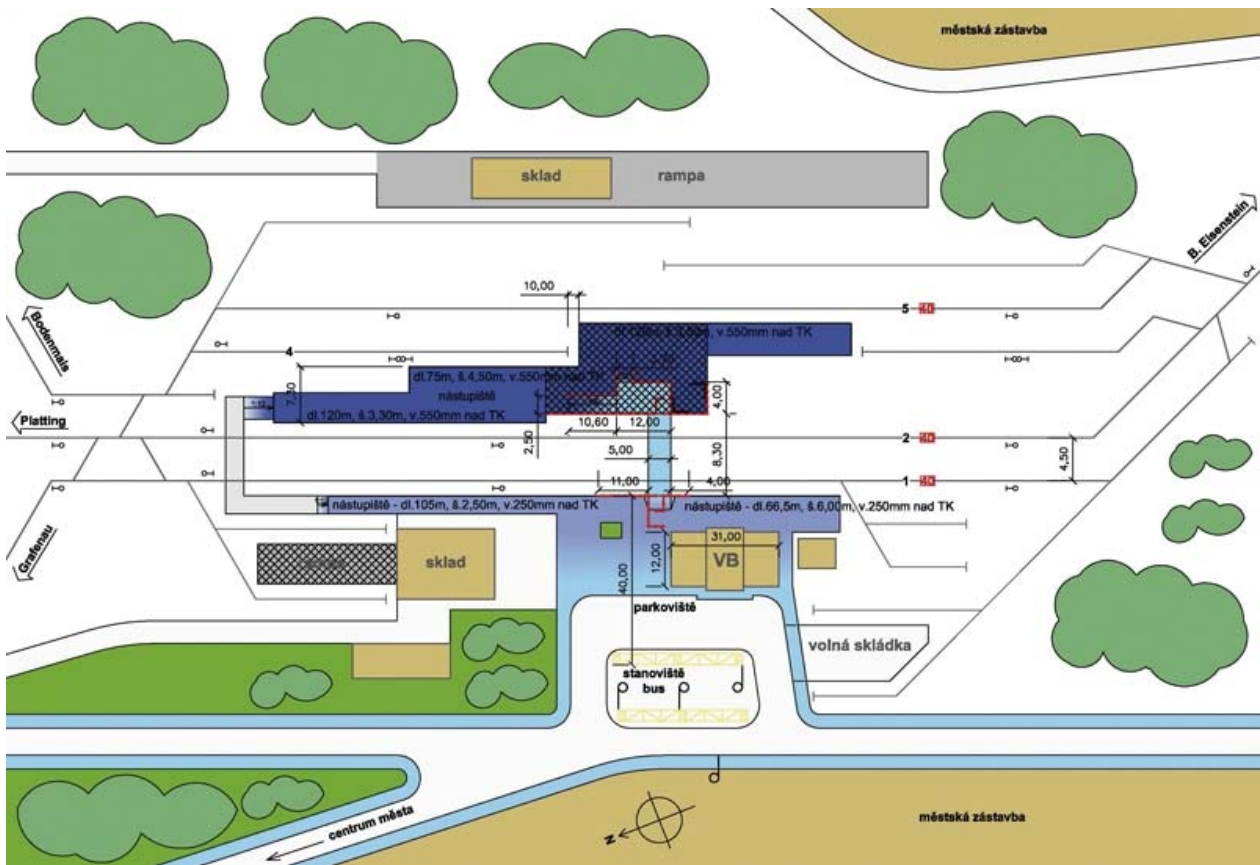 městská zástavba
sklad
rampa
B. Eisenstein
10,00
5
40
Bodenmais
4
v.550mm nad TK
dl.75m, š.4,50m, v.550mm nad TK
7,30
nástupiště
dl.120m, š.3,30m, v.550mm nad TK
4,00
10,60
12,00
Platting
2,50
2
40
5,00
8,30
4,50
11,00
4,00
1
40
nástupiště - dl.105m, š.2,50m, v.250mm nad TK
nástupiště - dl.66,5m, š.6,00m, v.250mm nad TK
Grafenau
31,00
sklad
12,00
VB
40,00
parkoviště
volná skládka
stanoviště
bus
centrum města
N
městská zástavba